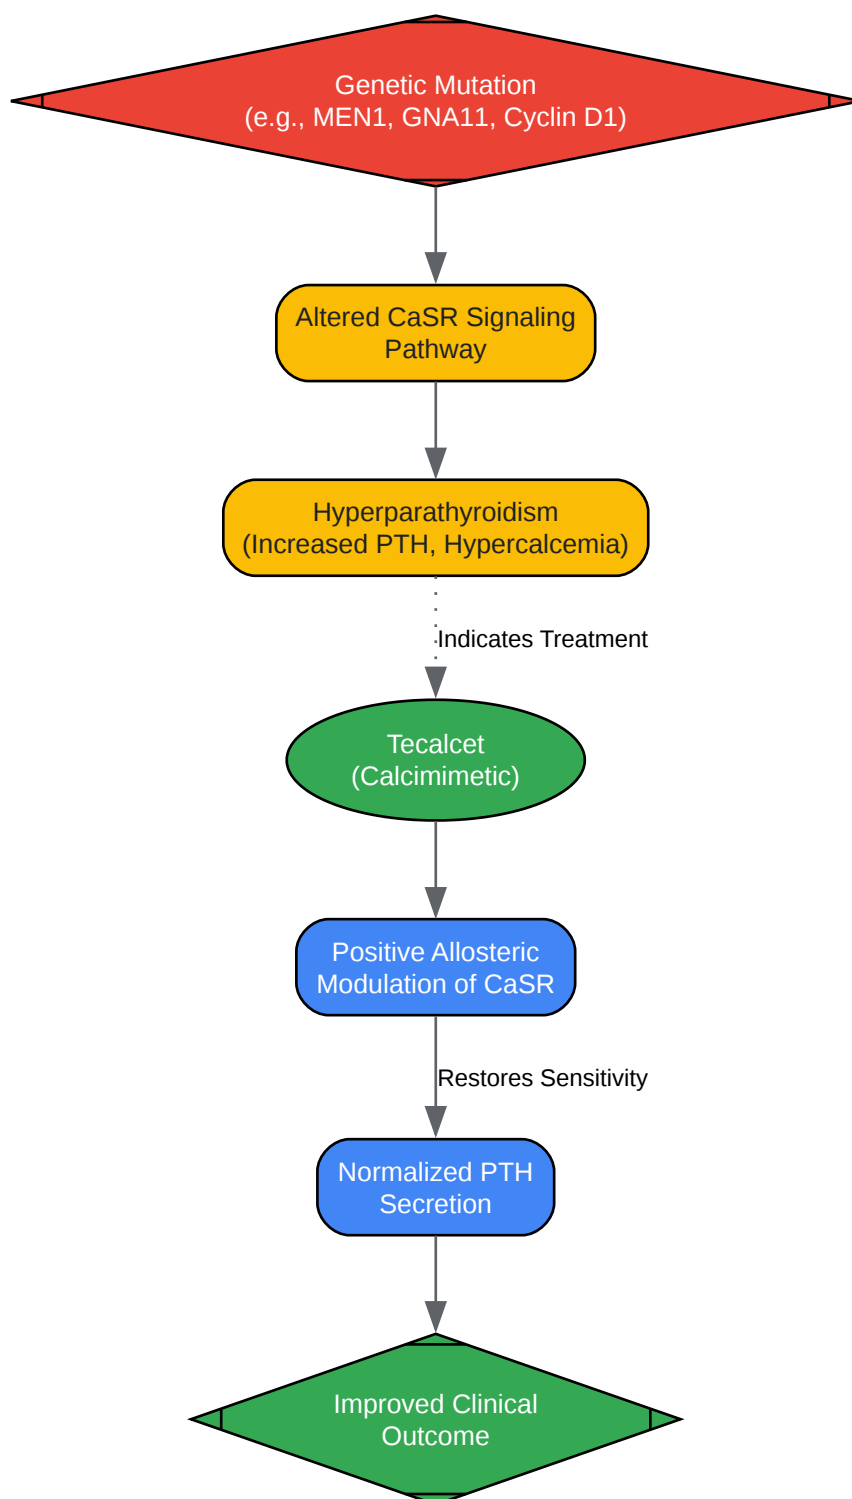 Genetic Mutation
(e.g., MEN1, GNA11, Cyclin D1)
Altered CaSR Signaling
Pathway
Hyperparathyroidism
(Increased PTH, Hypercalcemia)
Indicates Treatment
Tecalcet
(Calcimimetic)
Positive Allosteric
Modulation of CaSR
Restores Sensitivity
Normalized PTH
Secretion
Improved Clinical
Outcome